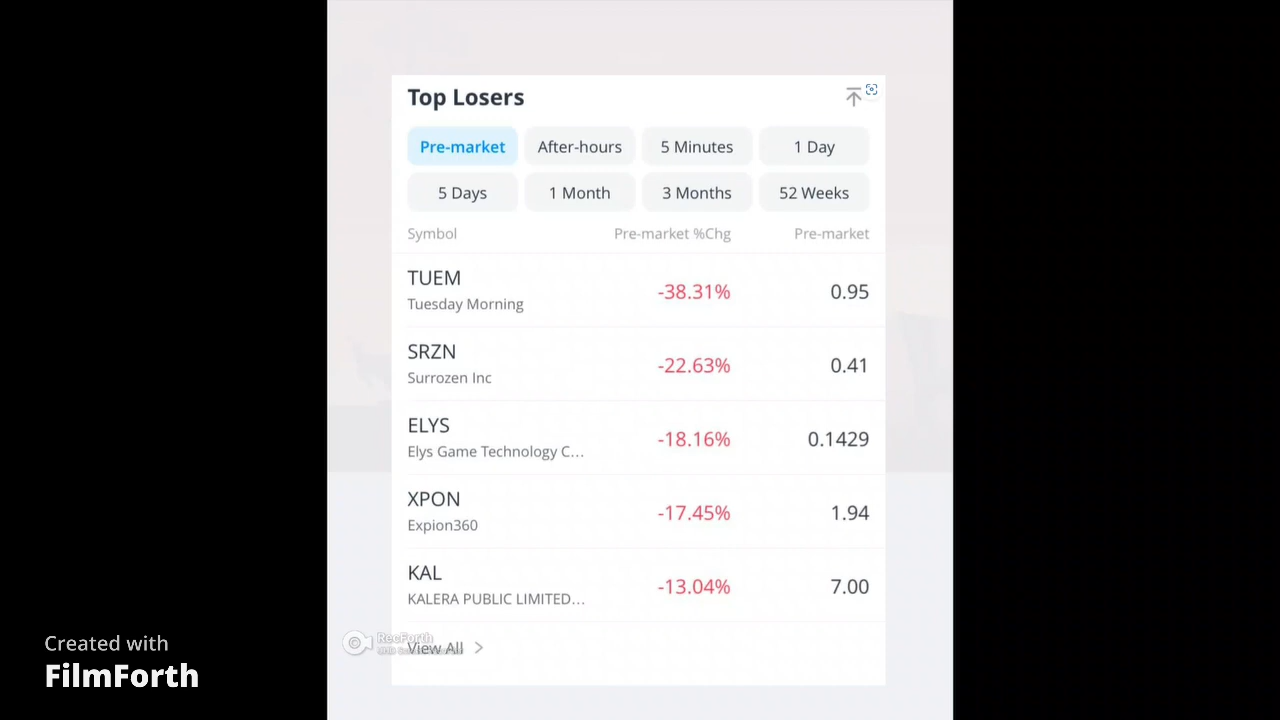 Top Losers
Pre-market After-hours 5 Minutes 1 Day
5 Days 1 Month 3 Months 52 Weeks
Symbol Pre-market %Chg Pre-market
TUEM -38.31% 0.95
Tuesday Morning
SRZN -22.63% 0.41
Surrozen Inc
ELYS -18.16% 0.1429
Elys Game Technology C...
XPON -17.45% 1.94
Expion360
KAL -13.04% 7.00
KALERA PUBLIC LIMITED...
RecForth
View All
Created with
FilmForth